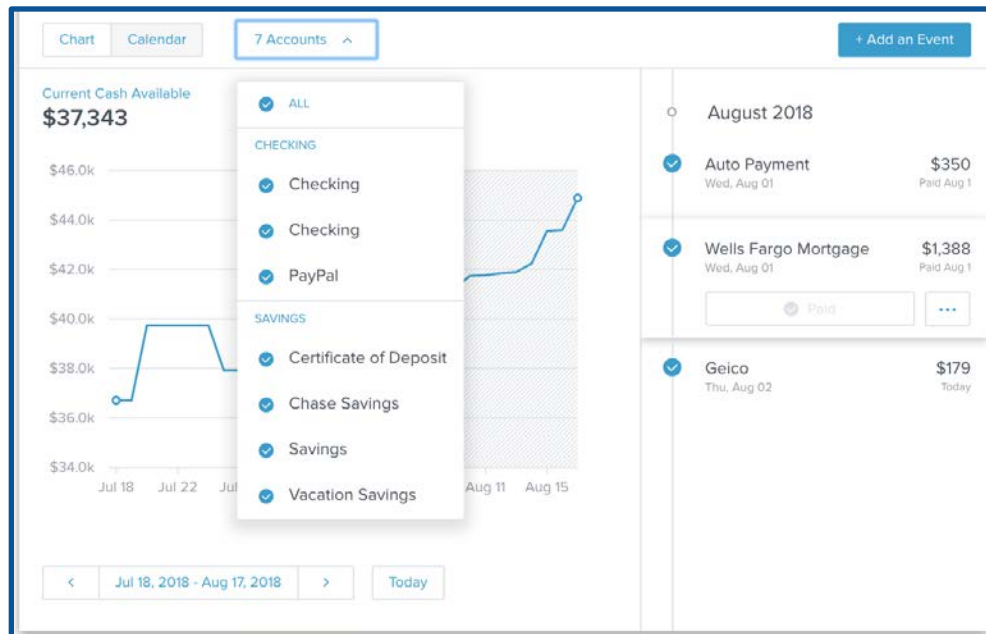 Chart
Calendar
7 Accounts
+ Add an Event
Current Cash Available
$37,343
$46.0k
$44.0k
$42.0k
$40.0k
$38.0k
$36.0k
$34.0k
Jul 18
Jul 22
Jul
Aug 11
Aug 15
ALL
CHECKING
Checking
Checking
PayPal
SAVINGS
Certificate of Deposit
Chase Savings
Savings
Vacation Savings
Jul 18, 2018 - Aug 17, 2018
Today
August 2018
Auto Payment $350
Wed, Aug 01 Paid Aug 1
Wells Fargo Mortgage $1,388
Wed, Aug 01 Paid Aug 1
Paid
Geico $179
Thu, Aug 02 Today